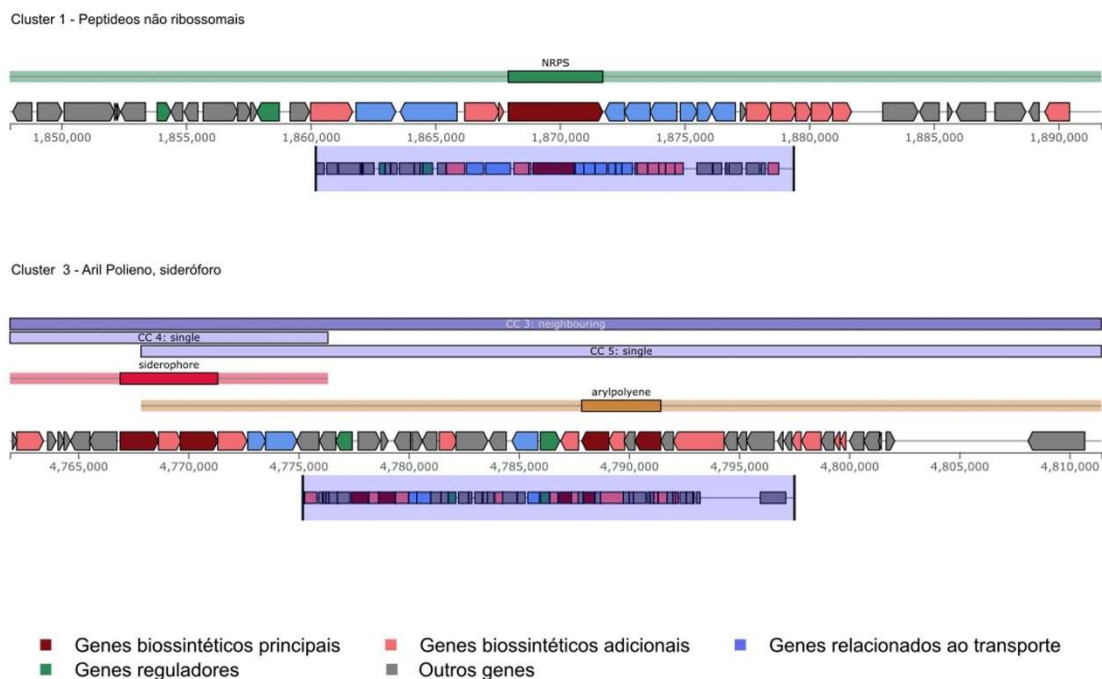 Cluster 1 - Peptideos não ribossomais
NRPS
1,850,000 1,855,000 1,860,000 1,865,000 1,870,000 1,875,000 1,880,000 1,885,000 1,890,000
Cluster 3 - Aril Polieno, sideróforo
CC 3: neighbouring
CC 4: single
CC 5: single
siderophore
arylpolyene
4,765,000 4,770,000 4,775,000 4,780,000 4,785,000 4,790,000 4,795,000 4,800,000 4,805,000 4,810,000
Genes biossintéticos principais Genes biossintéticos adicionais Genes relacionados ao transporte
Genes reguladores Outros genes